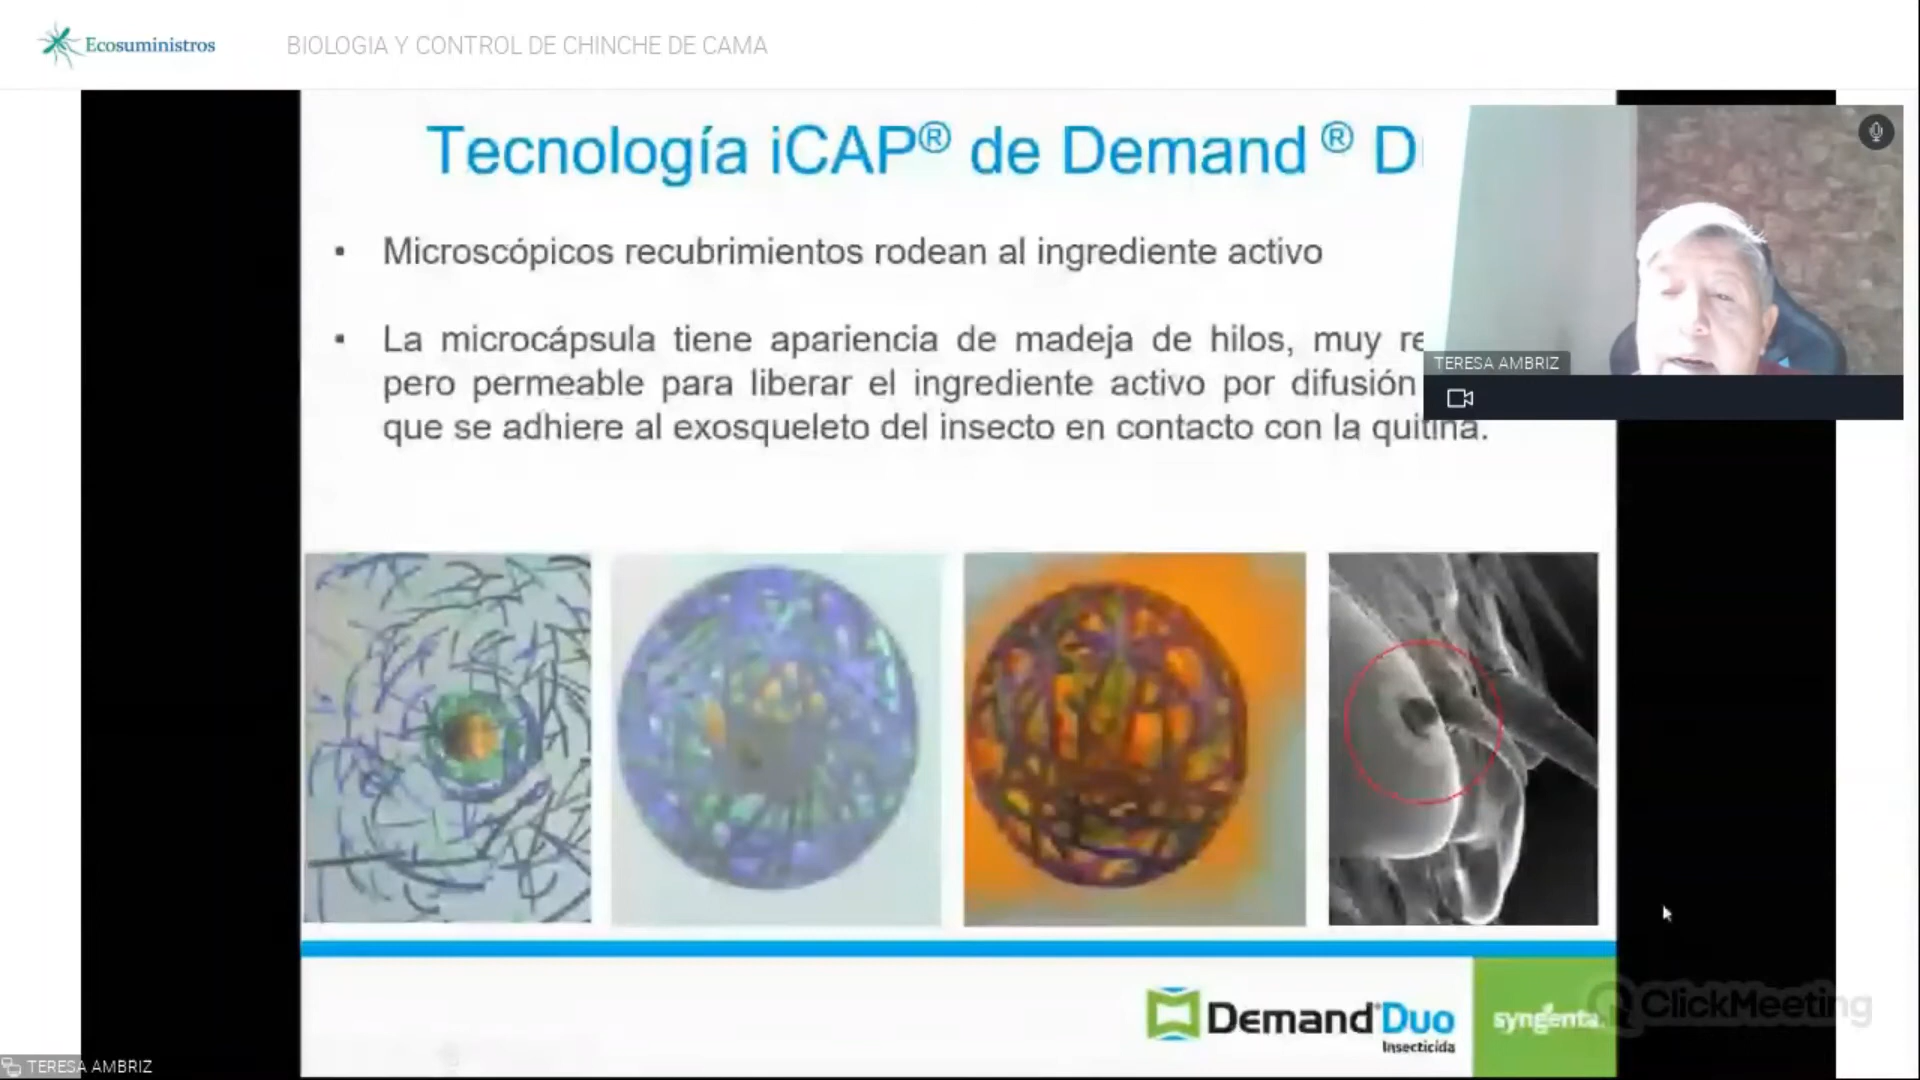 Ecosuministros
BIOLOGIA Y CONTROL DE CHINCHE DE CAMA
Tecnología iCAP® de Demand ® D
• Microscópicos recubrimientos rodean al ingrediente activo
• La microcápsula tiene apariencia de madeja de hilos, muy re
pero permeable para liberar el ingrediente activo por difusión
que se adhiere al exosqueleto del insecto en contacto con la quitina.
TERESA AMBRIZ
Demand® Duo
Insecticida
syngenta
ClickMeeting
TERESA AMBRIZ